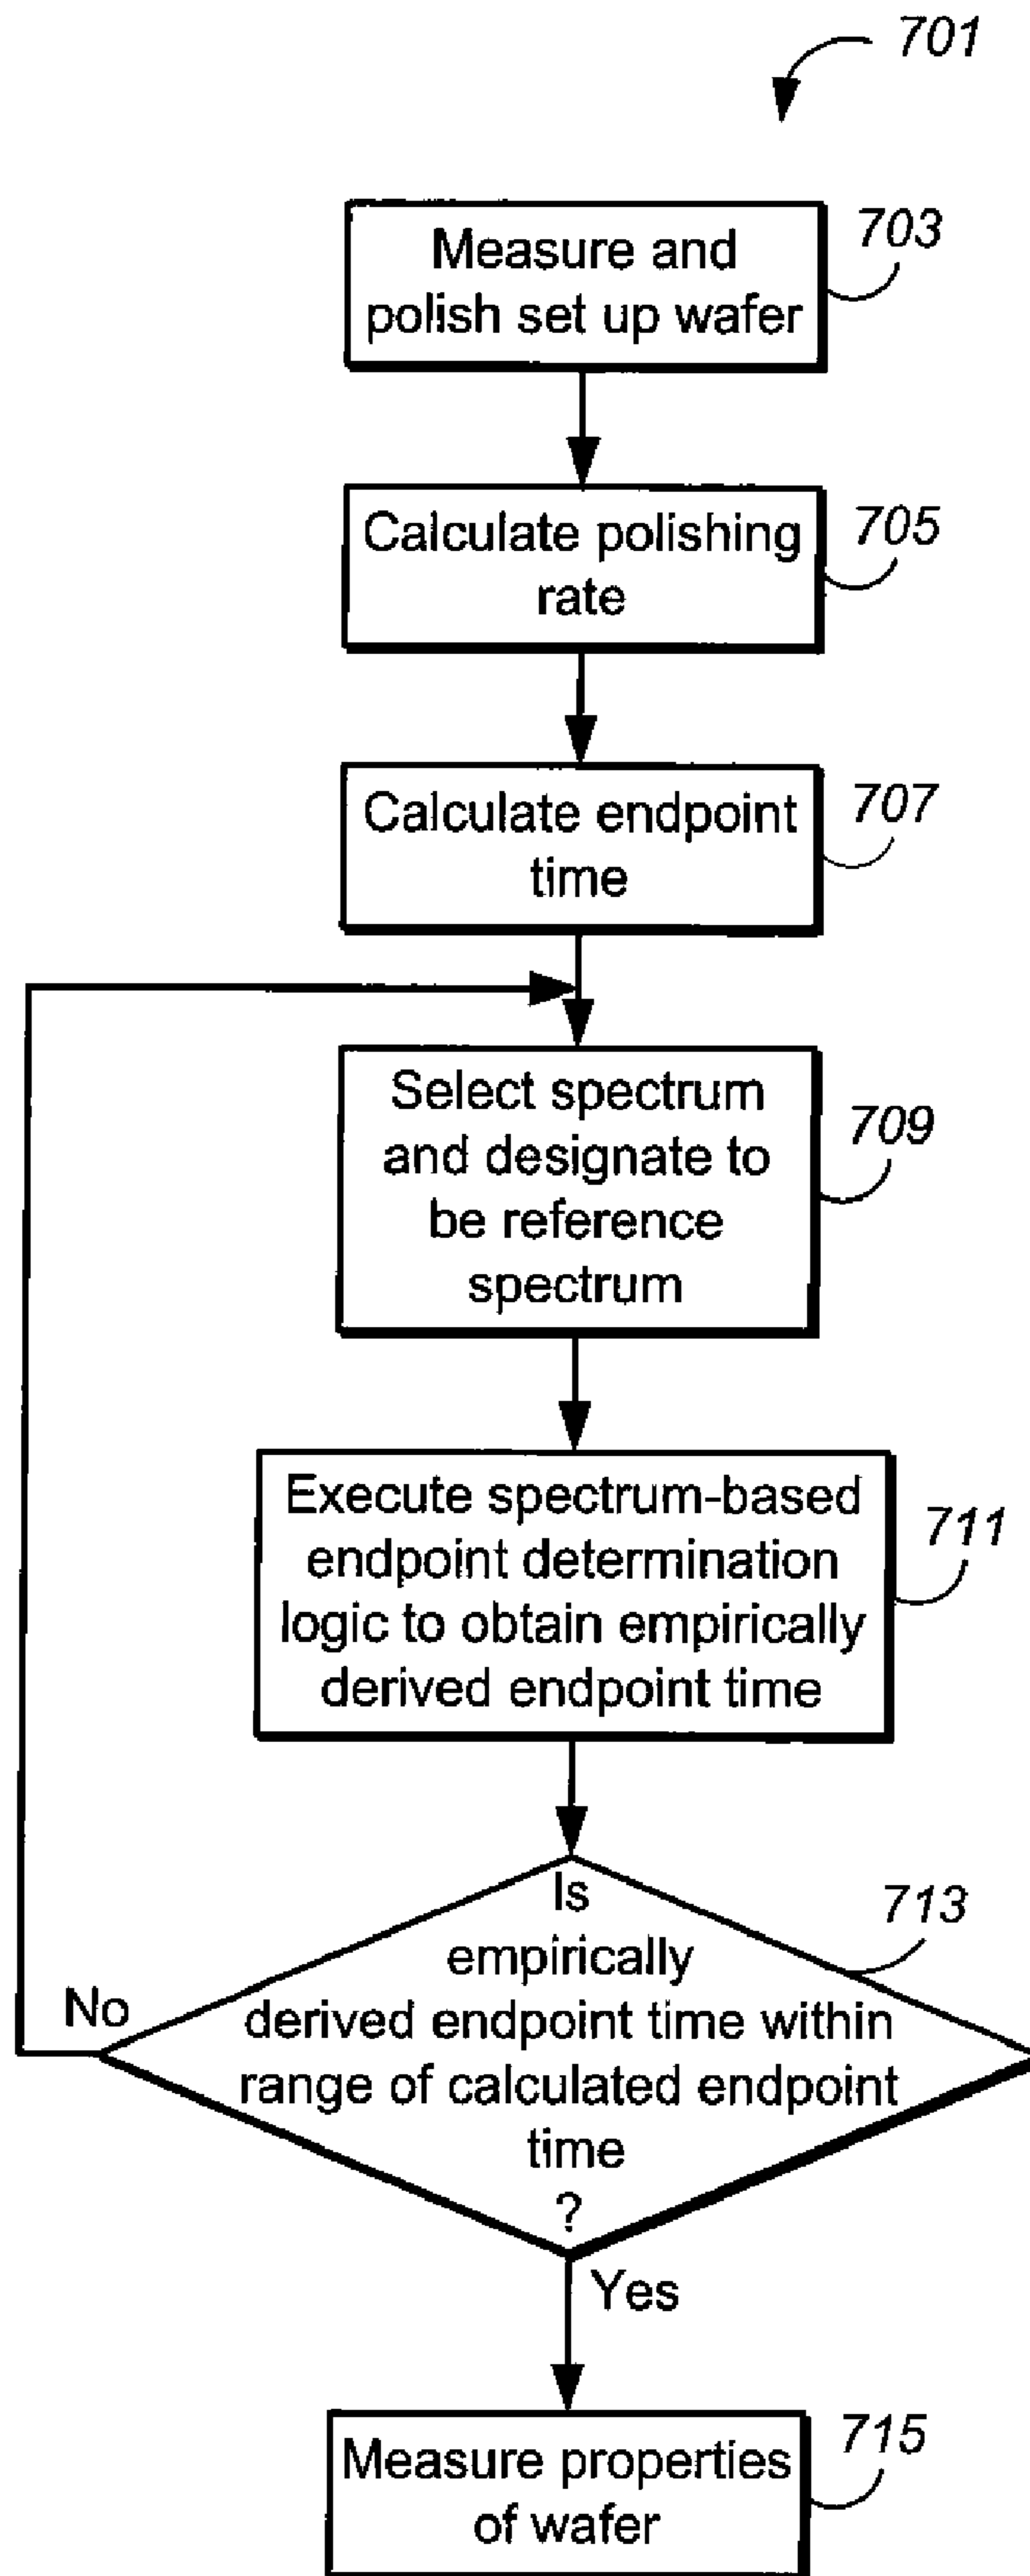 701
Measure and
polish set up wafer
703
Calculate polishing
rate
705
Calculate endpoint
time
707
Select spectrum
and designate to
be reference
spectrum
709
Execute spectrum-based
endpoint determination
logic to obtain empirically
derived endpoint time
711
Is
empirically
derived endpoint time within
range of calculated endpoint
time
?
713
No
Yes
Measure properties
of wafer
715